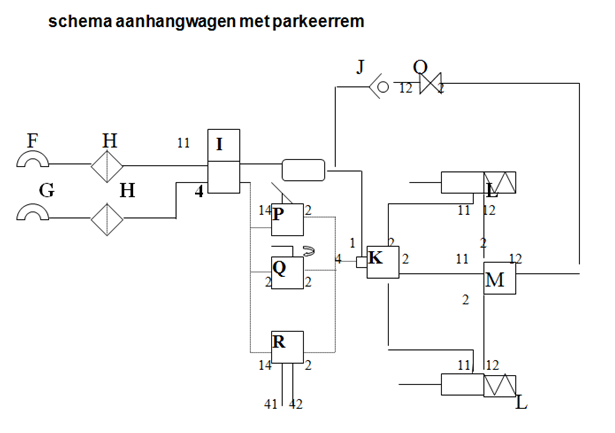 schema aanhangwagen met parkeerrem
J O
12 2
F H 11 I
G H 4
L
11 12
14 P 2
1 2 2
Q 4 K 2 11 12
2 2 M
2
R
14 2 11 12
41 42 L